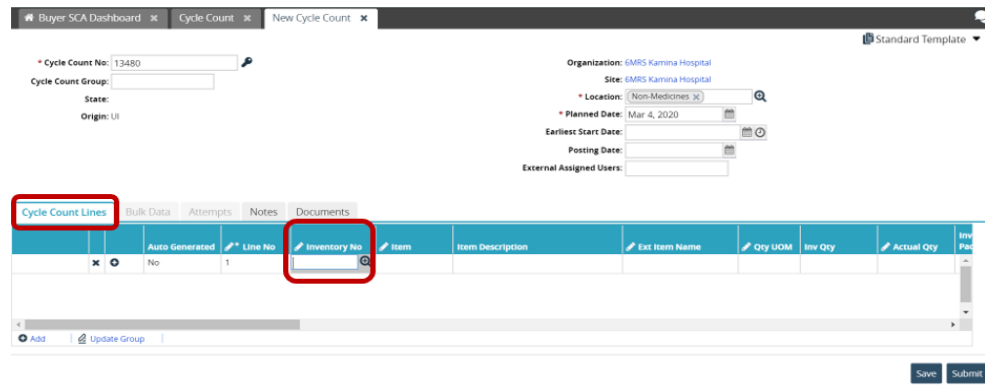 Buyer SCA Dashboard
Cycle Count
New Cycle Count
Standard Template
* Cycle Count No: 13480
Cycle Count Group:
State:
Origin: UI
Organization: 6MRS Kamina Hospital
Site: 6MRS Kamina Hospital
* Location: Non-Medicines
* Planned Date: Mar 4, 2020
Earliest Start Date:
Posting Date:
External Assigned Users:
Cycle Count Lines Bulk Data Attempts Notes Documents
Auto Generated * Line No Inventory No Item Item Description Ext Item Name Qty UOM Inv Qty Actual Qty Inv
No 1
Add Update Group
Save Submit